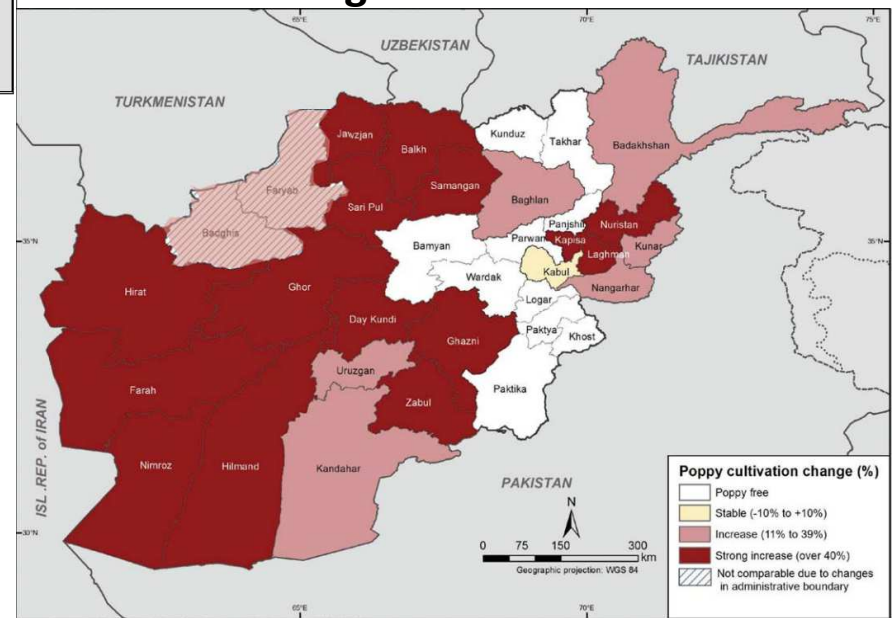 65°E
70°E
75°E
UZBEKISTAN
TAJIKISTAN
TURKMENISTAN
Jawzjan
Balkh
Kunduz
Takhar
Badakhshan
Faryab
Samangan
Baghlan
Sari Pul
Badghis
Panjshir
Nuristan
35°N
35°N
Bamyan
Parwan
Kapisa
Kunar
Laghman
Kabul
Wardak
Nangarhar
Hirat
Ghor
Logar
Day Kundi
Ghazni
Paktya
Khost
Uruzgan
Farah
Zabul
Paktika
ISL .REP. of IRAN
Nimroz
Hilmand
Kandahar
PAKISTAN
N
30°N
0 75 150 300
km
Geographic projection: WGS 84
Poppy cultivation change (%)
Poppy free
Stable (-10% to +10%)
Increase (11% to 39%)
Strong increase (over 40%)
Not comparable due to changes
in administrative boundary
65°E
70°E